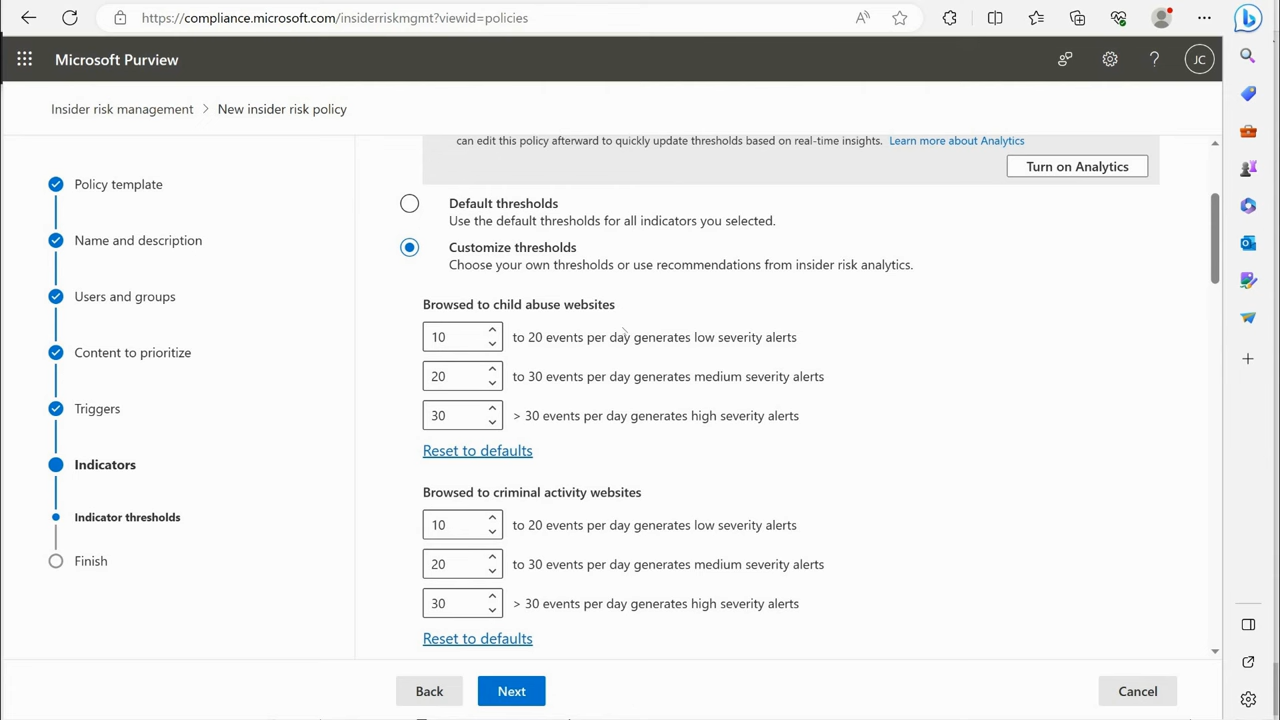 https://compliance.microsoft.com/insiderriskmgmt?viewid=policies
Microsoft Purview
JC
Insider risk management > New insider risk policy
Policy template
Name and description
Users and groups
Content to prioritize
Triggers
Indicators
Indicator thresholds
Finish
can edit this policy afterward to quickly update thresholds based on real-time insights. Learn more about Analytics
Turn on Analytics
Default thresholds
Use the default thresholds for all indicators you selected.
Customize thresholds
Choose your own thresholds or use recommendations from insider risk analytics.
Browsed to child abuse websites
10 to 20 events per day generates low severity alerts
20 to 30 events per day generates medium severity alerts
30 > 30 events per day generates high severity alerts
Reset to defaults
Browsed to criminal activity websites
10 to 20 events per day generates low severity alerts
20 to 30 events per day generates medium severity alerts
30 > 30 events per day generates high severity alerts
Reset to defaults
Back
Next
Cancel